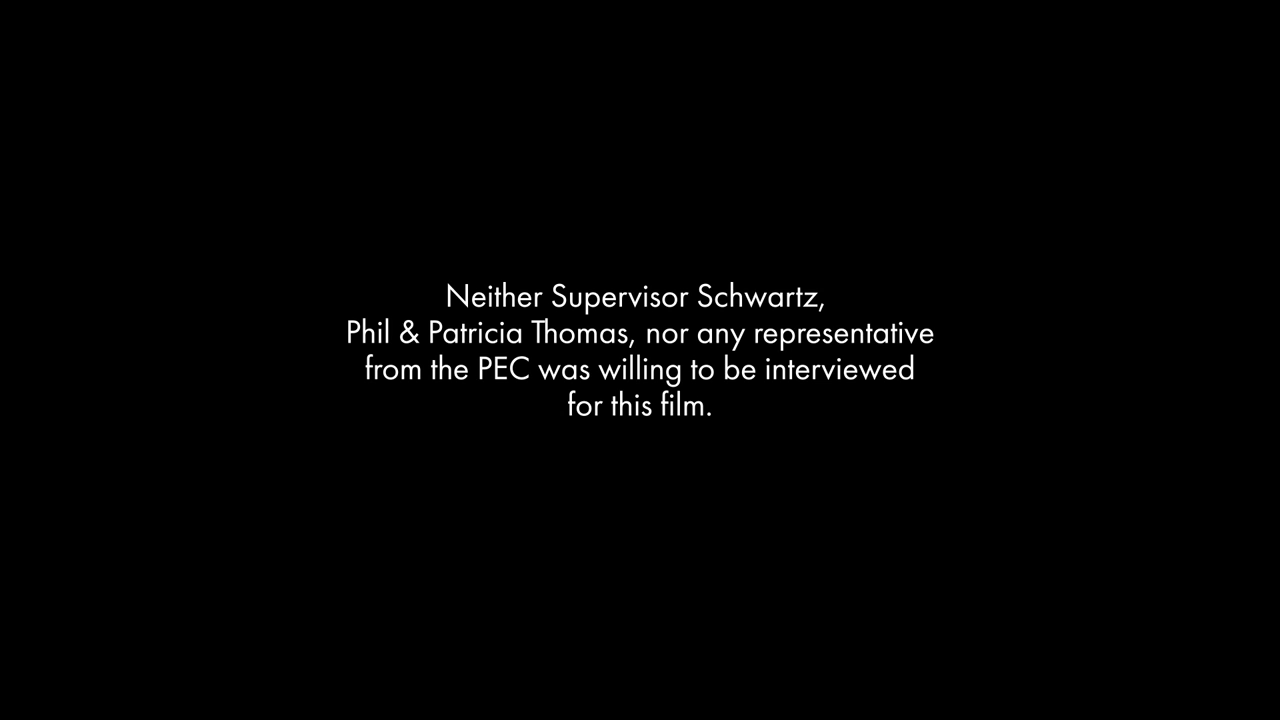 Neither Supervisor Schwartz,
Phil & Patricia Thomas, nor any representative
from the PEC was willing to be interviewed
for this film.